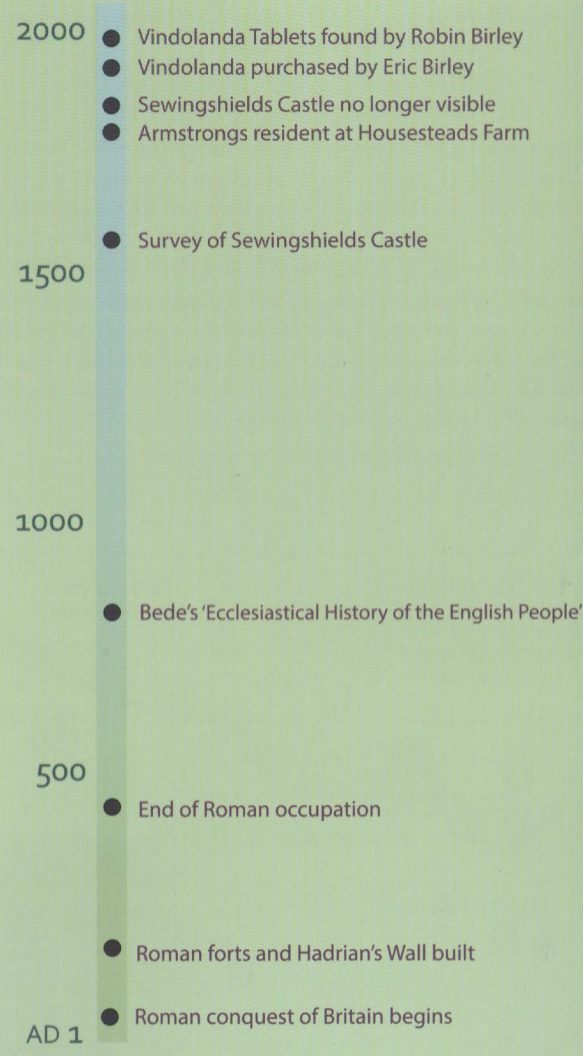 2000
Vindolanda Tablets found by Robin Birley
Vindolanda purchased by Eric Birley
Sewingshields Castle no longer visible
Armstrongs resident at Housesteads Farm
Survey of Sewingshields Castle
1500
1000
Bede's 'Ecclesiastical History of the English People'
500
End of Roman occupation
Roman forts and Hadrian's Wall built
Roman conquest of Britain begins
AD 1